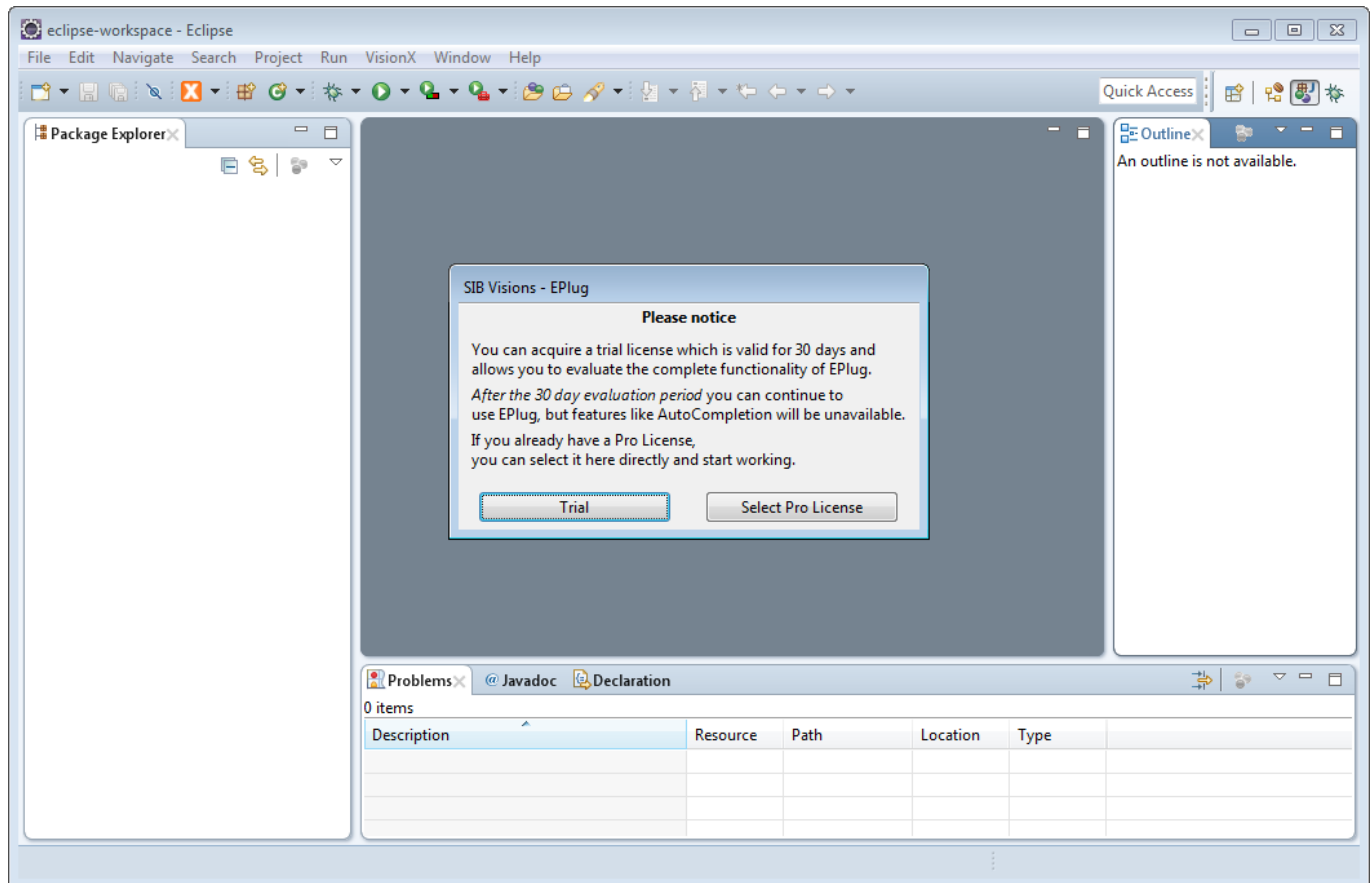 eclipse-workspace - Eclipse
File Edit Navigate Search Project Run VisionX Window Help
Quick Access
Package Explorer
Outline
An outline is not available.
SIB Visions - EPlug
Please notice
You can acquire a trial license which is valid for 30 days and
allows you to evaluate the complete functionality of EPlug.
After the 30 day evaluation period you can continue to
use EPlug, but features like AutoCompletion will be unavailable.
If you already have a Pro License,
you can select it here directly and start working.
Trial Select Pro License
Problems @ Javadoc Declaration
0 items
Description Resource Path Location Type